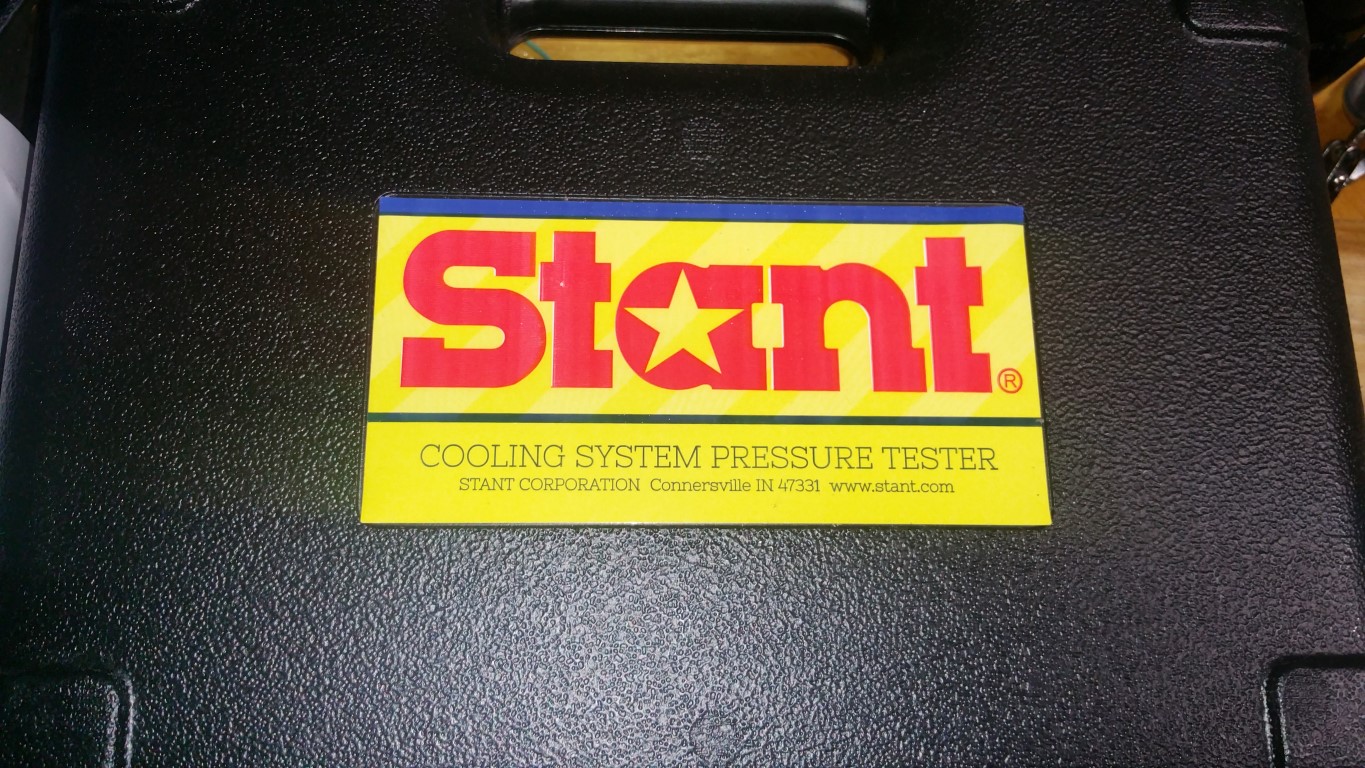 Stant®
COOLING SYSTEM PRESSURE TESTER
STANT CORPORATION Connersville IN 47331 www.stant.com